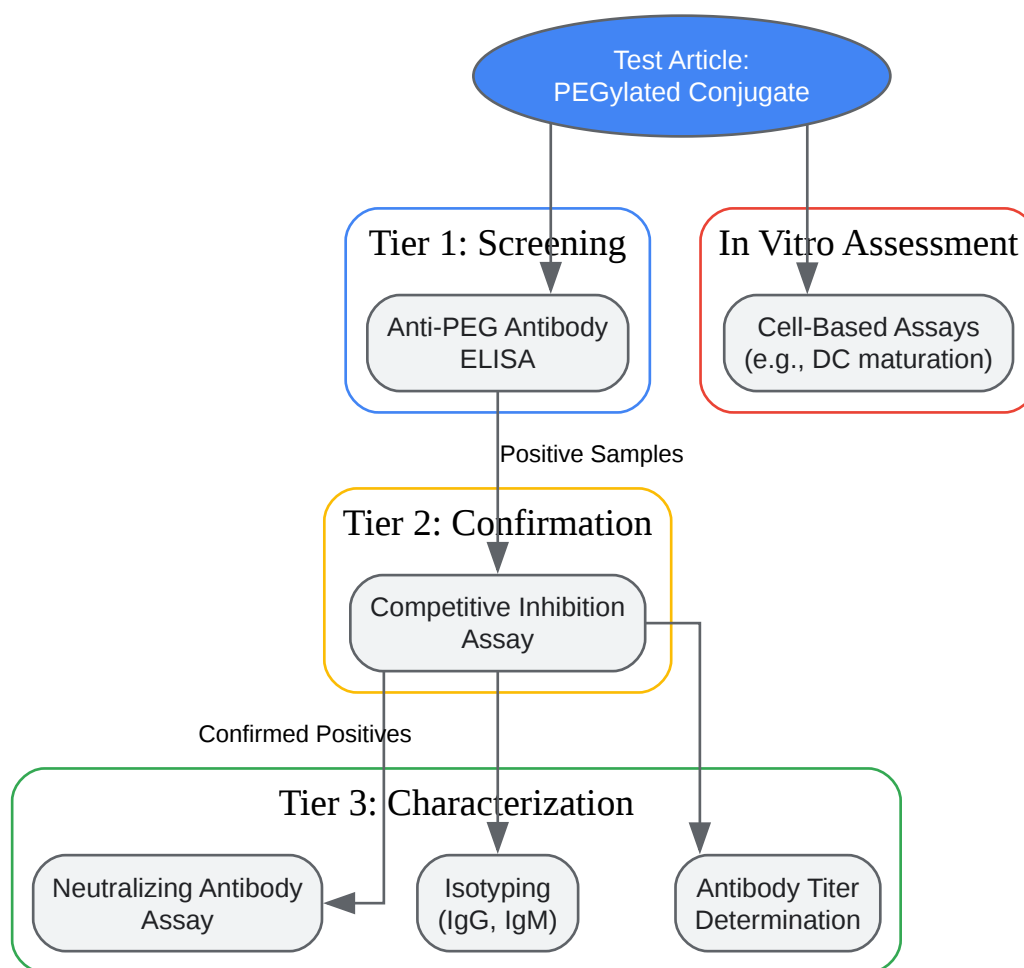 Test Article:
PEGylated Conjugate
Tier 1: Screening
In Vitro Assessment
Anti-PEG Antibody
ELISA
Cell-Based Assays
(e.g., DC maturation)
Positive Samples
Tier 2: Confirmation
Competitive Inhibition
Assay
Confirmed Positives
Tier 3: Characterization
Neutralizing Antibody
Assay
Isotyping
(IgG, IgM)
Antibody Titer
Determination